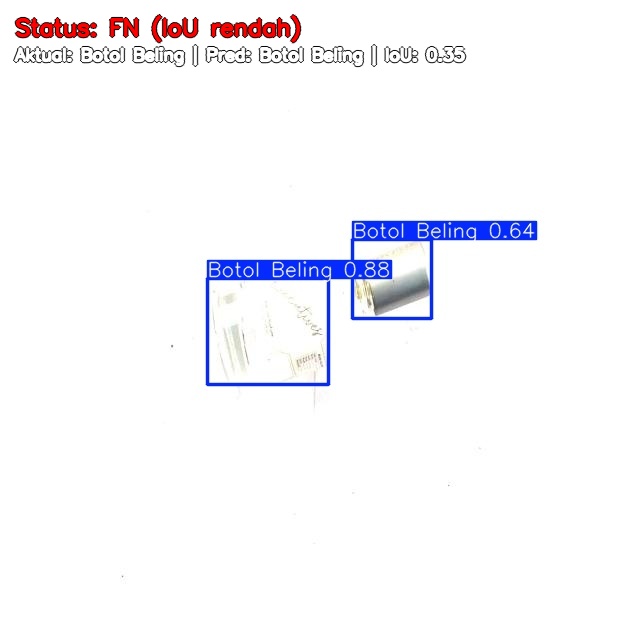 Status: FN (IoU rendah)
Aktual: Botol Beling | Pred: Botol Beling | IoU: 0.35
Botol Beling 0.64
Botol Beling 0.88